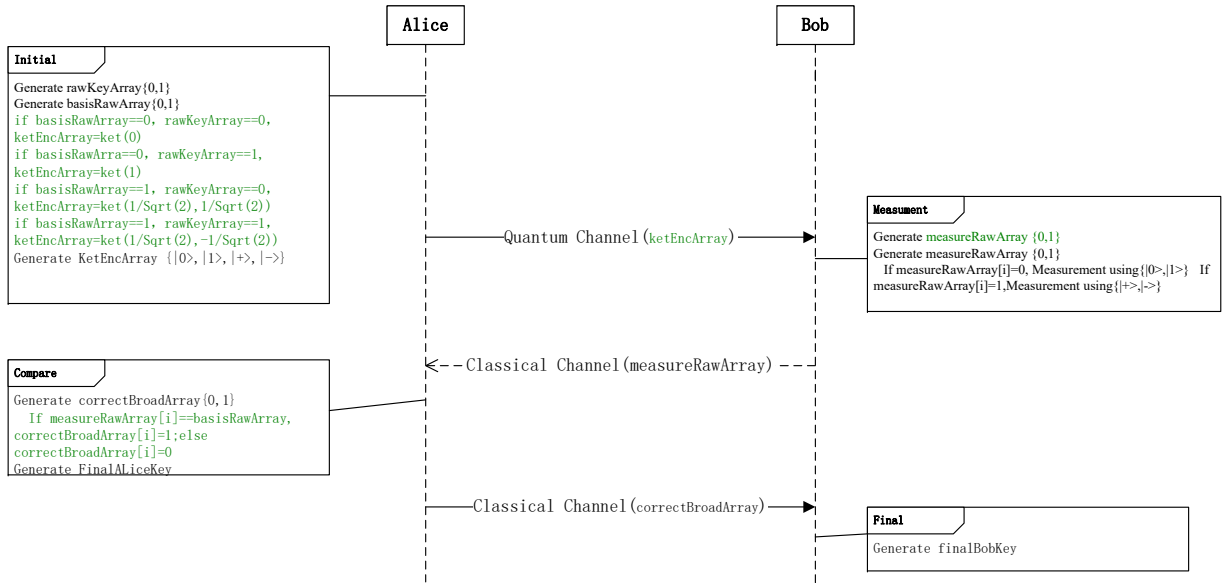 Alice
Bob
Initial
Generate rawKeyArray{0,1}
Generate basisRawArray{0,1}
if basisRawArray==0, rawKeyArray==0,
ketEncArray=ket(0)
if basisRawArra==0, rawKeyArray==1,
ketEncArray=ket(1)
if basisRawArray==1, rawKeyArray==0,
ketEncArray=ket(1/Sqrt(2),1/Sqrt(2))
if basisRawArray==1, rawKeyArray==1,
ketEncArray=ket(1/Sqrt(2),-1/Sqrt(2))
Generate KetEncArray {|0>,|1>,|+>,|->}
Quantum Channel(ketEncArray)
Measument
Generate measureRawArray {0,1}
Generate measureRawArray {0,1}
If measureRawArray[i]=0, Measurement using{|0>,|1>} If
measureRawArray[i]=1,Measurement using{|+>,|->}
Classical Channel(measureRawArray)
Compare
Generate correctBroadArray{0,1}
If measureRawArray[i]==basisRawArray,
correctBroadArray[i]=1;else
correctBroadArray[i]=0
Generate FinalALiceKey
Classical Channel(correctBroadArray)
Final
Generate finalBobKey